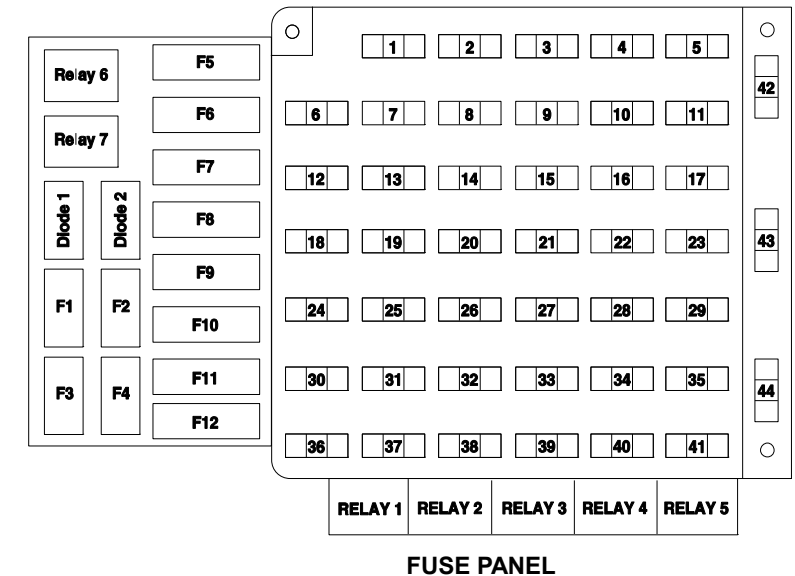 Relay 6
Relay 7
Diode 1
Diode 2
F1
F2
F3
F4
F5
F6
F7
F8
F9
F10
F11
F12
1 2 3 4 5
6 7 8 9 10 11
12 13 14 15 16 17
18 19 20 21 22 23
24 25 26 27 28 29
30 31 32 33 34 35
36 37 38 39 40 41
42
43
44
RELAY 1 RELAY 2 RELAY 3 RELAY 4 RELAY 5
FUSE PANEL